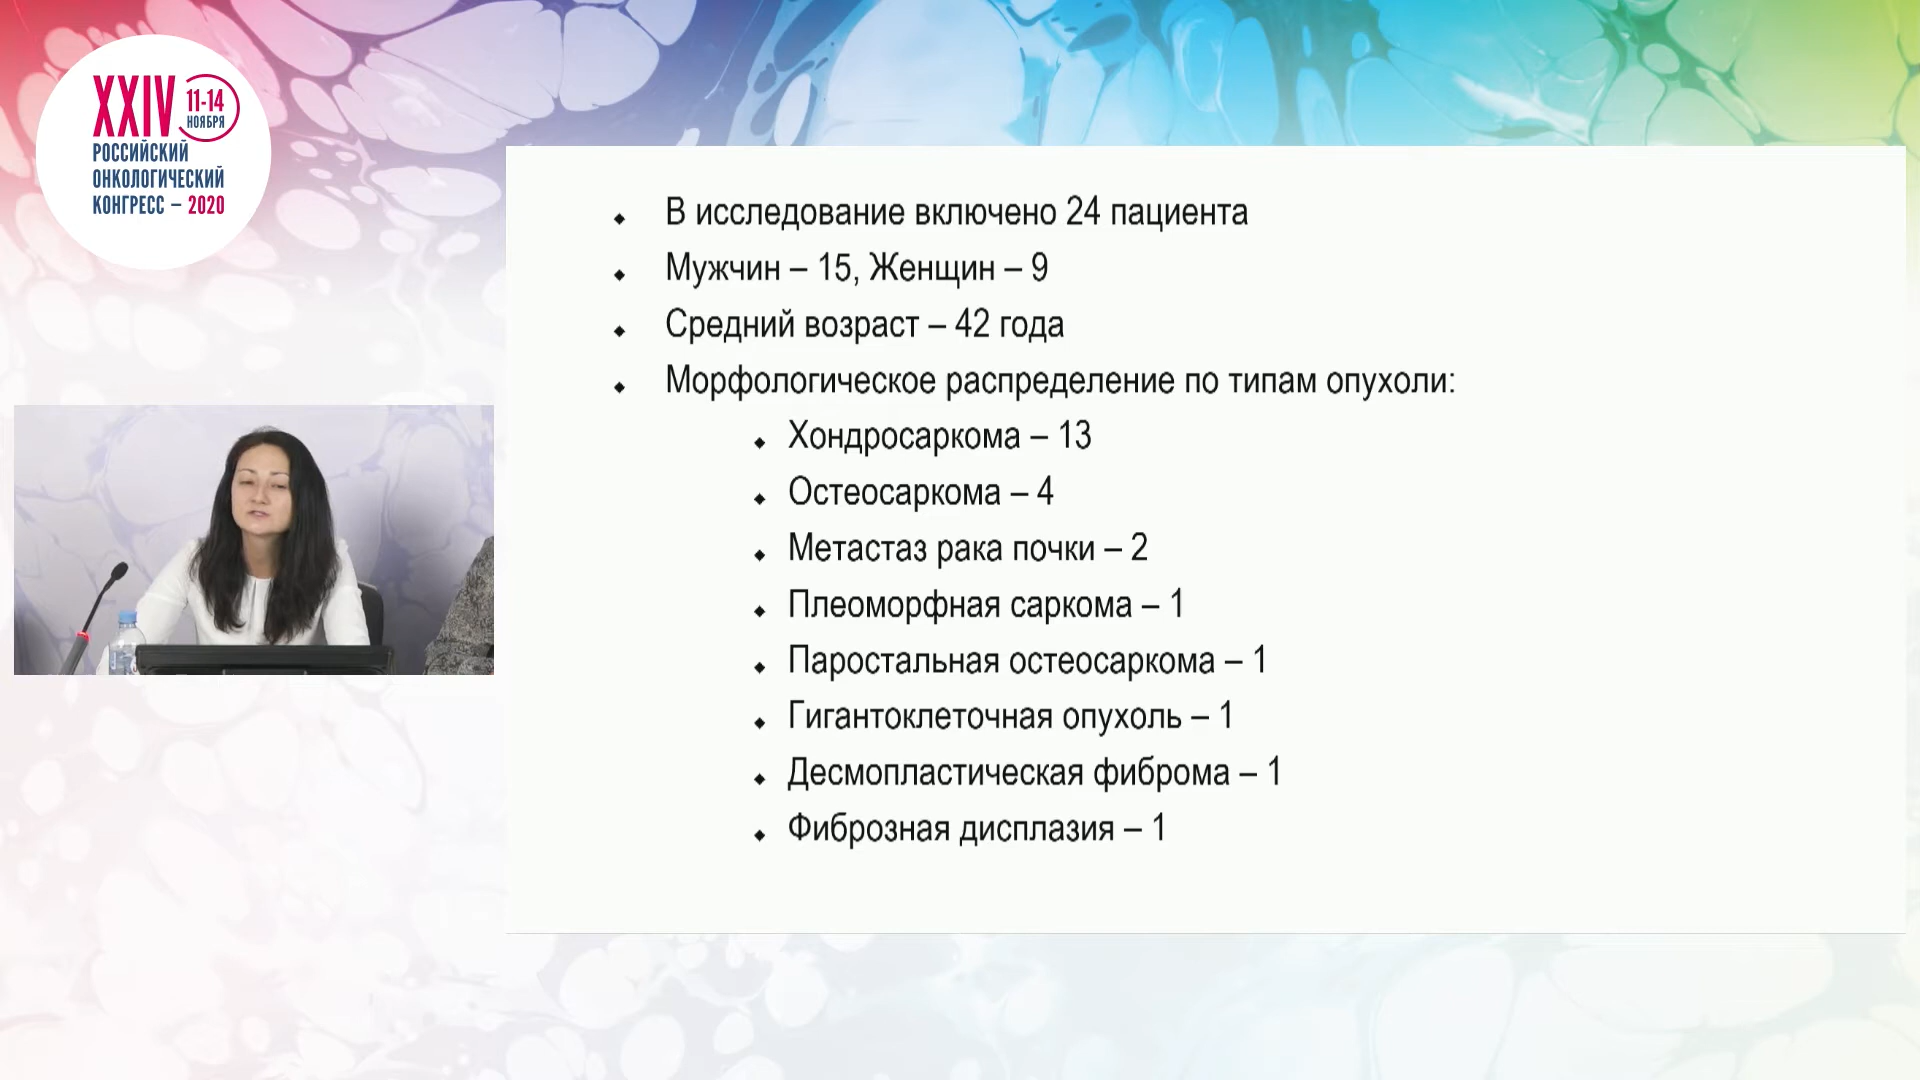 XXIV
11-14
НОЯБРЯ
РОССИЙСКИЙ
ОНКОЛОГИЧЕСКИЙ
КОНГРЕСС – 2020
В исследование включено 24 пациента
Мужчин – 15, Женщин – 9
Средний возраст – 42 года
Морфологическое распределение по типам опухоли:
Хондросаркома – 13
Остеосаркома – 4
Метастаз рака почки – 2
Плеоморфная саркома – 1
Паростальная остеосаркома – 1
Гигантоклеточная опухоль – 1
Десмопластическая фиброма – 1
Фиброзная дисплазия – 1